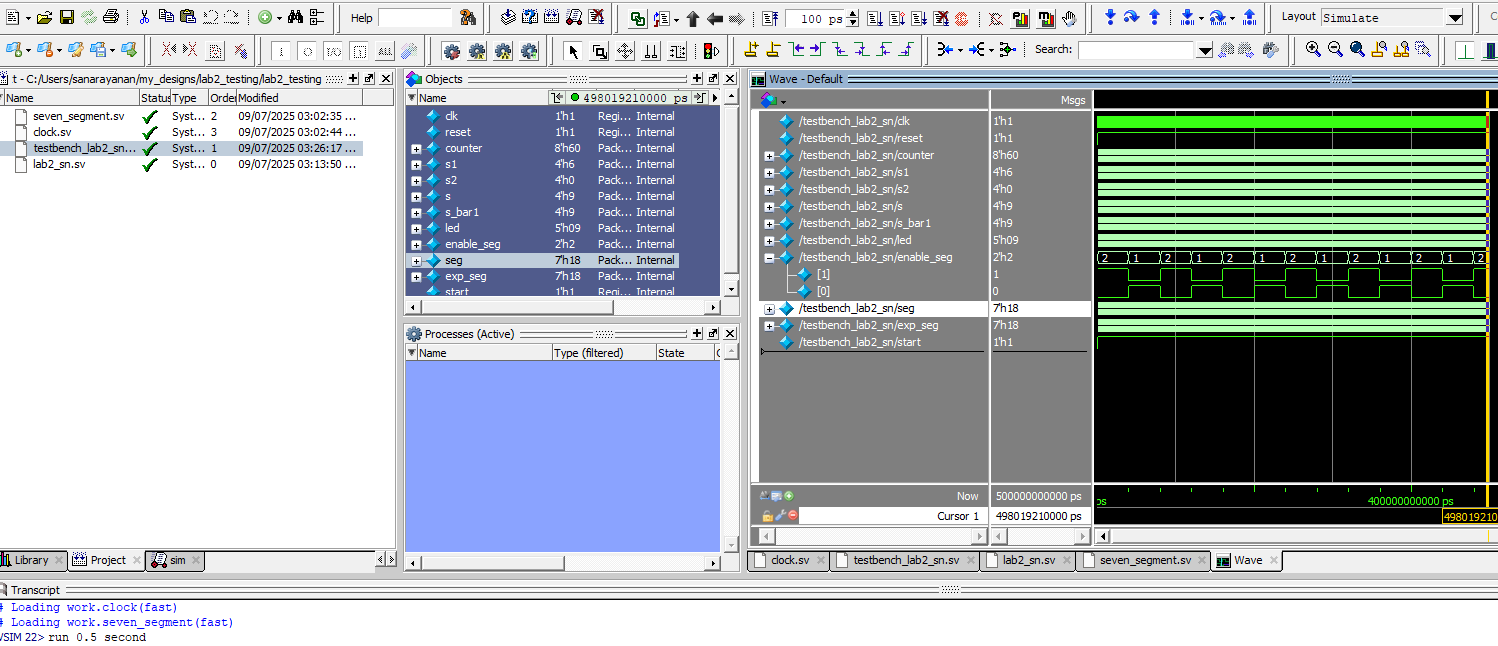 Help
100 ps
Layout Simulate
I/O ALL
Search:
t - C:/Users/sanarayanan/my_designs/lab2_testing/lab2_testing
Name Status Type Order Modified
seven_segment.sv Syst... 2 09/07/2025 03:02:35 ...
clock.sv Syst... 3 09/07/2025 03:02:44 ...
testbench_lab2_sn... Syst... 1 09/07/2025 03:26:17 ...
lab2_sn.sv Syst... 0 09/07/2025 03:13:50 ...
Library Project sim
Objects
Name 498019210000 ps
clk 1'h1 Regi... Internal
reset 1'h1 Regi... Internal
counter 8'h60 Pack... Internal
s1 4'h6 Pack... Internal
s2 4'h0 Pack... Internal
s 4'h9 Pack... Internal
s_bar1 4'h9 Pack... Internal
led 5'h09 Pack... Internal
enable_seg 2'h2 Pack... Internal
seg 7'h18 Pack... Internal
exp_seg 7'h18 Pack... Internal
start 1'h1 Regi... Internal
Processes (Active)
Name Type (filtered) State
Wave - Default
Msgs
/testbench_lab2_sn/clk 1'h1
/testbench_lab2_sn/reset 1'h1
/testbench_lab2_sn/counter 8'h60
/testbench_lab2_sn/s1 4'h6
/testbench_lab2_sn/s2 4'h0
/testbench_lab2_sn/s 4'h9
/testbench_lab2_sn/s_bar1 4'h9
/testbench_lab2_sn/led 5'h09
/testbench_lab2_sn/enable_seg 2'h2 2 1 2 1 2 1 2 1 2 1 2 1 2
[1] 1
[0] 0
/testbench_lab2_sn/seg 7'h18
/testbench_lab2_sn/exp_seg 7'h18
/testbench_lab2_sn/start 1'h1
Now 500000000000 ps ps 400000000000 ps
Cursor 1 498019210000 ps 498019210
clock.sv testbench_lab2_sn.sv lab2_sn.sv seven_segment.sv Wave
Transcript
# Loading work.clock(fast)
# Loading work.seven_segment(fast)
VSIM 22> run 0.5 second